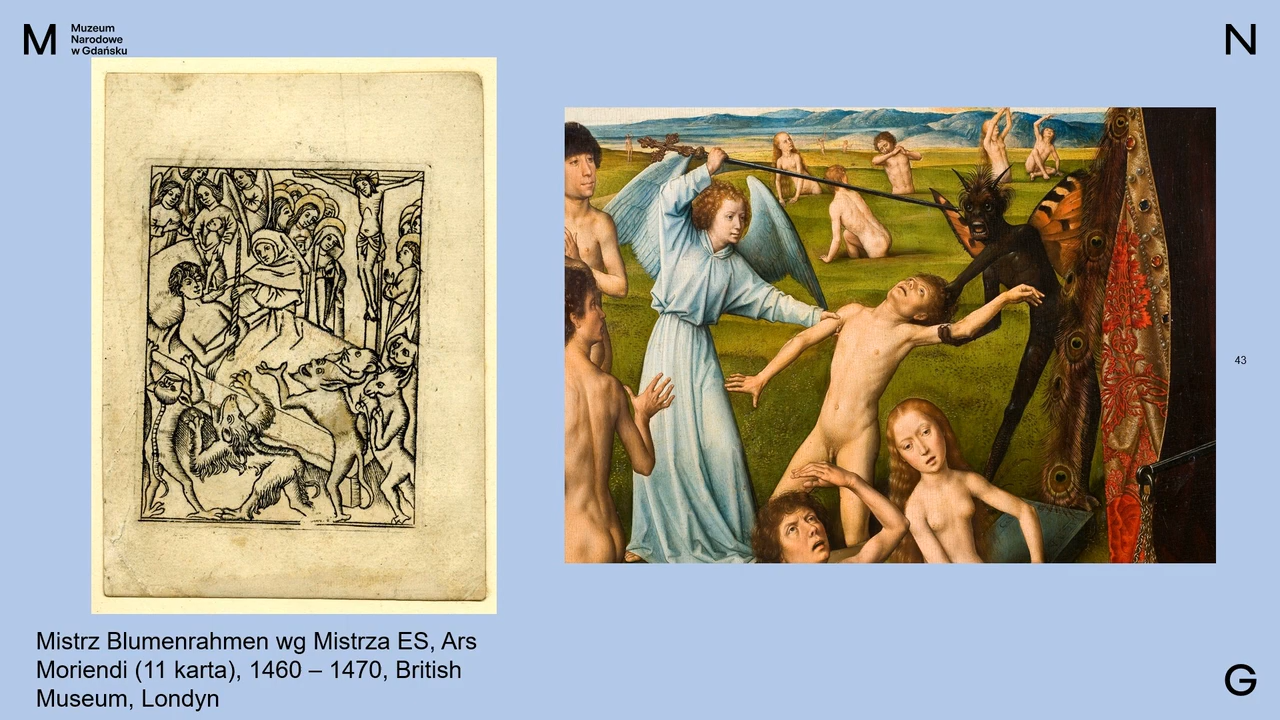 M
Muzeum
Narodowe
w Gdańsku
N
43
Mistrz Blumenrahmen wg Mistrza ES, Ars
Moriendi (11 karta), 1460 – 1470, British
Museum, Londyn
G